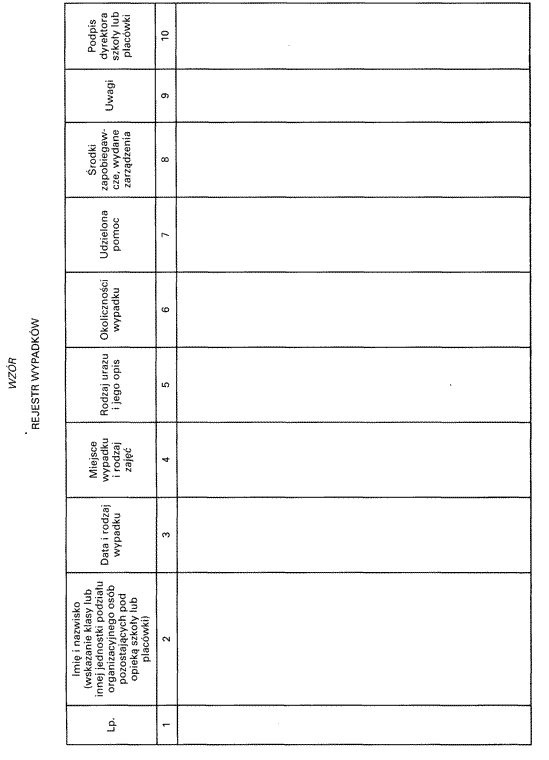 WZÓR
REJESTR WYPADKÓW
Lp.
Imię i nazwisko
(wskazanie klasy lub
innej jednostki podziału
organizacyjnego osób
pozostających pod
opieką szkoły lub
placówki)
Data i rodzaj
wypadku
Miejsce
wypadku
i rodzaj
zajęć
Rodzaj urazu
i jego opis
Okoliczności
wypadku
Udzielona
pomoc
Środki
zapobiegaw-
cze, wydane
zarządzenia
Uwagi
Podpis
dyrektora
szkoły lub
placówki
1
2
3
4
5
6
7
8
9
10